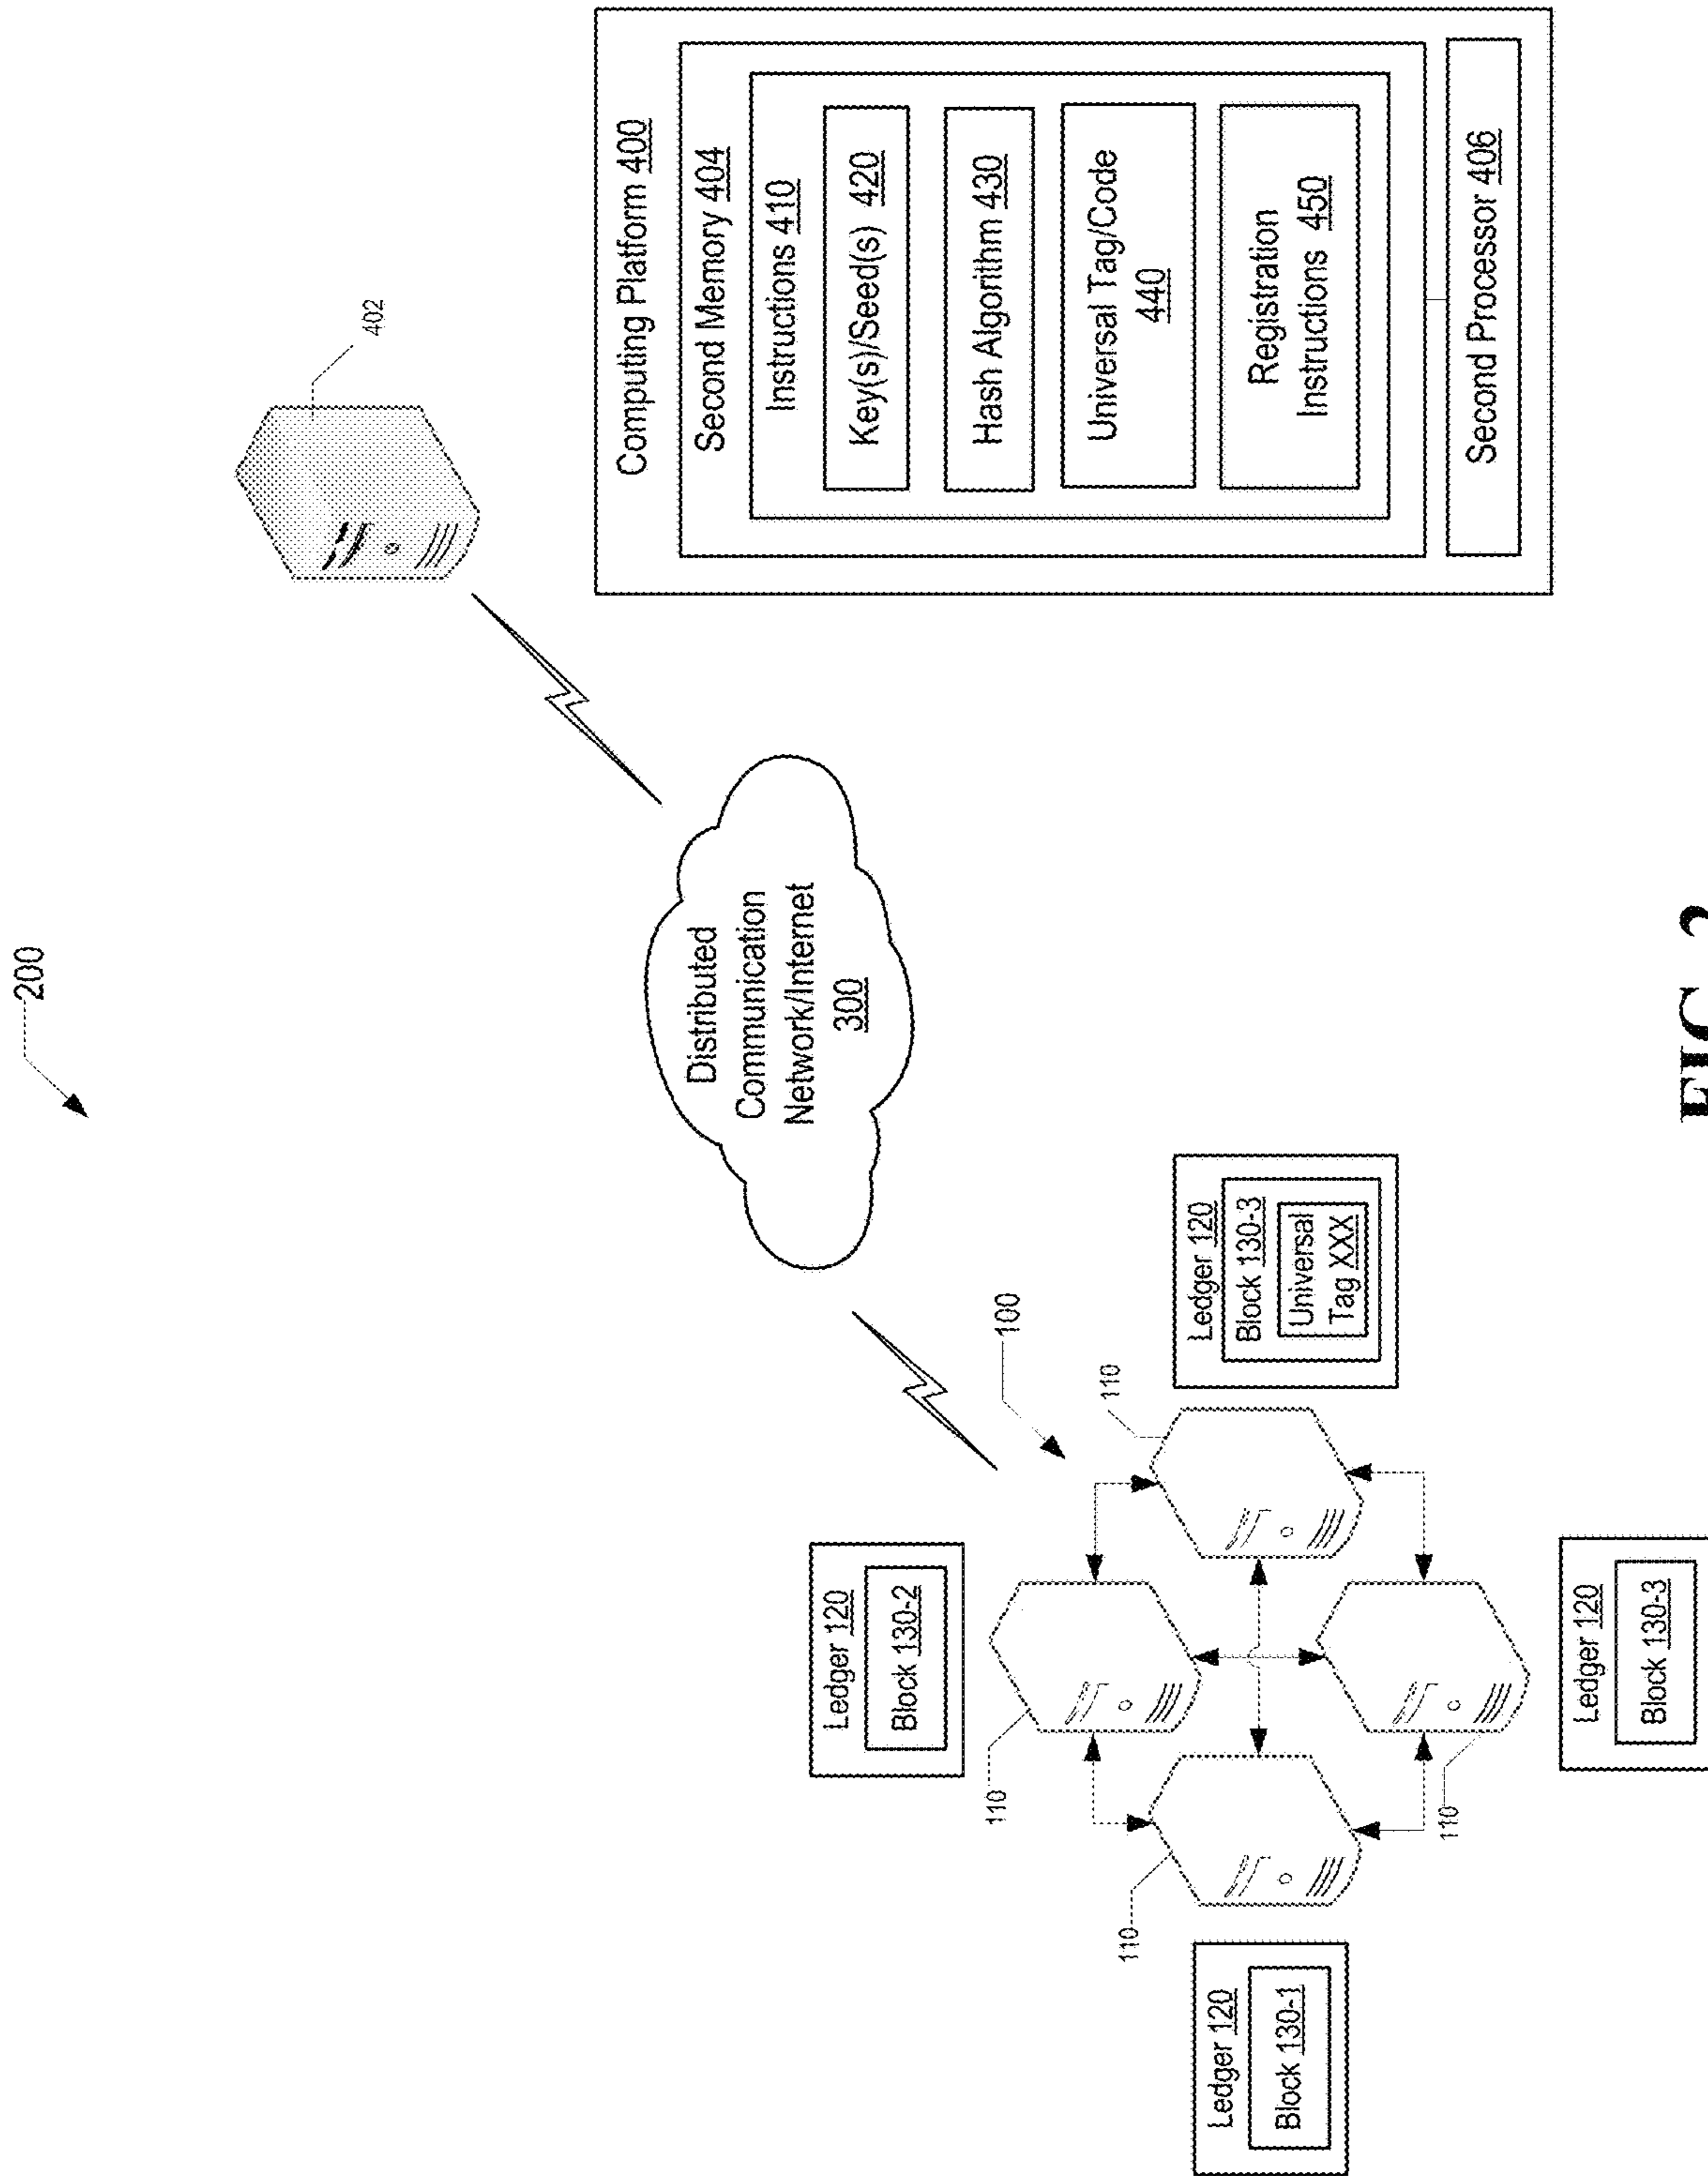 200
402
Computing Platform 400
Second Memory 404
Instructions 410
Key(s)/Seed(s) 420
Hash Algorithm 430
Universal Tag/Code
440
Registration
Instructions 450
Second Processor 406
Distributed
Communication
Network/Internet
300
100
Ledger 120
Block 130-2
110
110
Ledger 120
Block 130-3
Universal
Tag XXX
110
Ledger 120
Block 130-1
110
Ledger 120
Block 130-3
FIG. 2